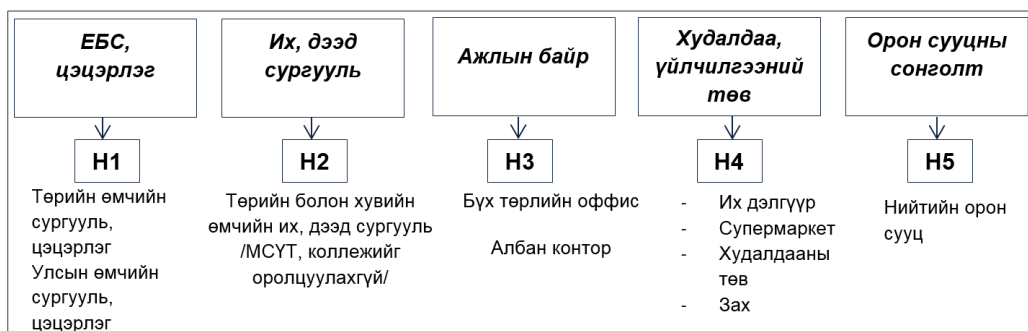 ЕБС,
цэцэрлэг
Их, дээд
сургууль
Ажлын байр
Худалдаа,
үйлчилгээний
төв
Орон сууцны
сонголт
H1
H2
H3
H4
H5
Төрийн өмчийн
сургууль,
цэцэрлэг
Улсын өмчийн
сургууль,
цэцэрлэг
Төрийн болон хувийн
өмчийн их, дээд сургууль
/МСҮТ, коллежийг
оролцуулахгүй/
Бүх төрлийн оффис
Албан контор
- Их дэлгүүр
- Супермаркет
- Худалдааны
төв
- Зах
Нийтийн орон
сууц